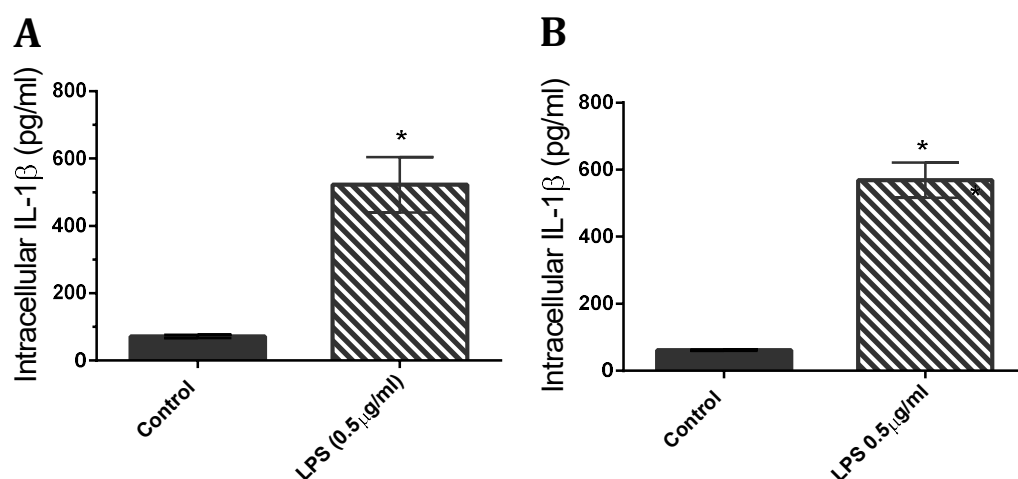 A
Intracellular IL-1β (pg/ml)
800
600
400
200
0
*
Control
LPS (0.5μg/ml)
B
Intracellular IL-1β (pg/ml)
800
600
400
200
0
*
*
Control
LPS 0.5μg/ml